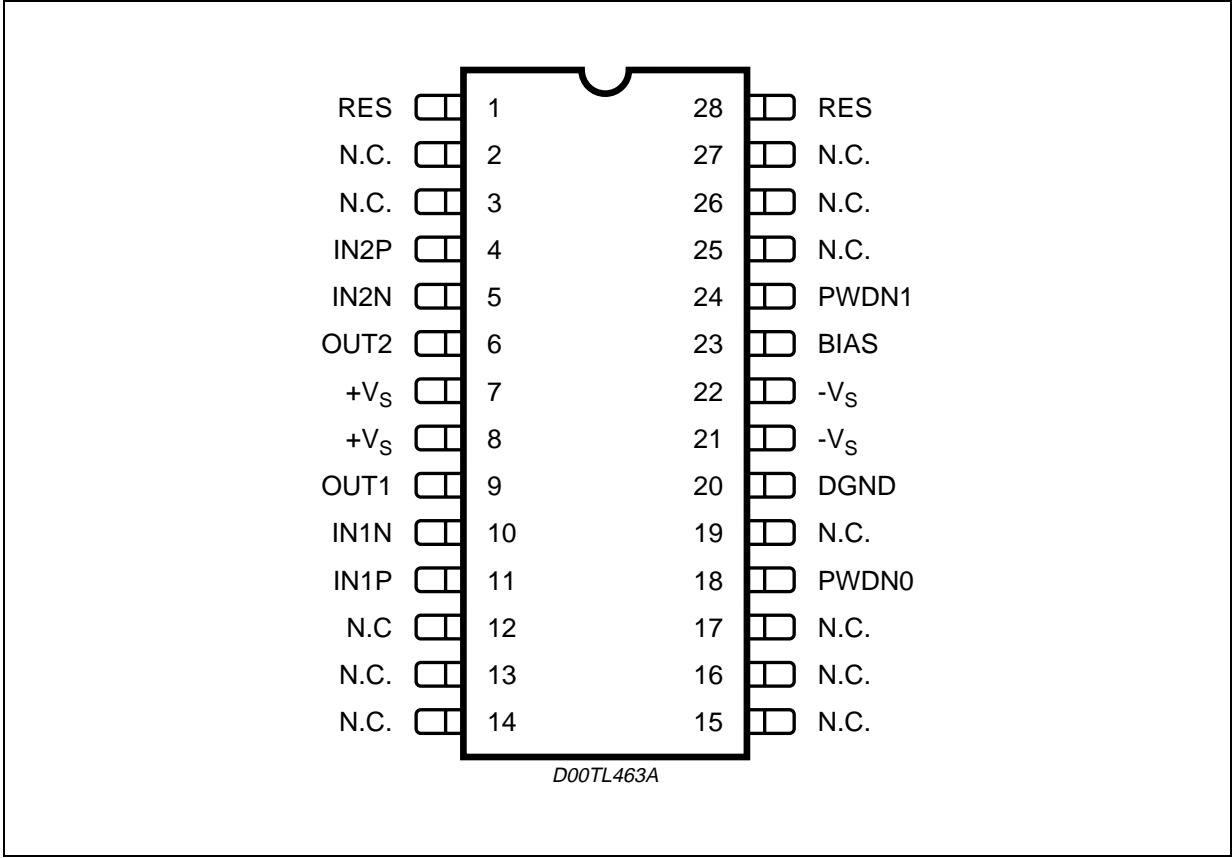 RES 1 28 RES
N.C. 2 27 N.C.
N.C. 3 26 N.C.
IN2P 4 25 N.C.
IN2N 5 24 PWDN1
OUT2 6 23 BIAS
+VS 7 22 -VS
+VS 8 21 -VS
OUT1 9 20 DGND
IN1N 10 19 N.C.
IN1P 11 18 PWDN0
N.C 12 17 N.C.
N.C. 13 16 N.C.
N.C. 14 15 N.C.
D00TL463A